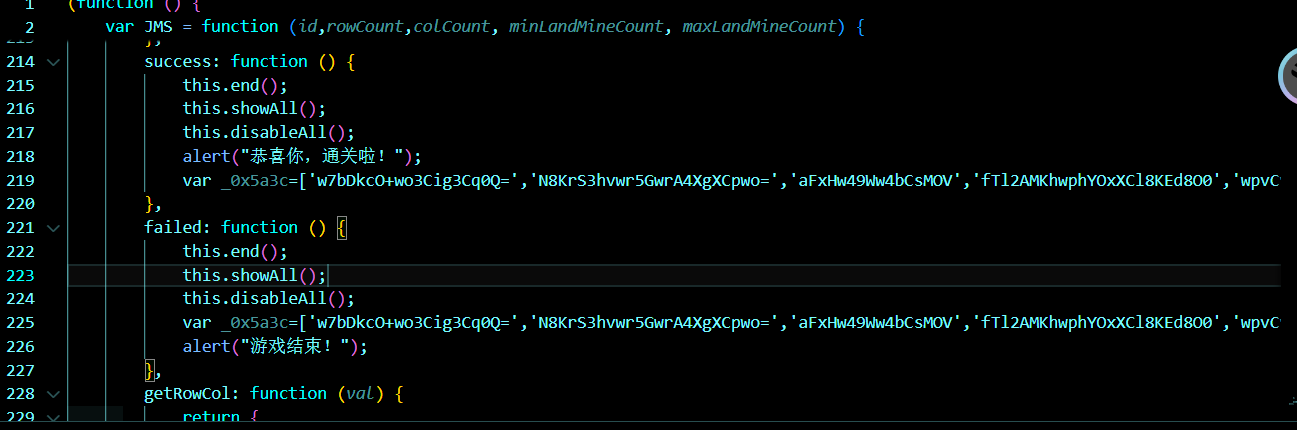 1 (function () {
2 var JMS = function (id,rowCount,colCount, minLandMineCount, maxLandMineCount) {
214 success: function () {
215 this.end();
216 this.showAll();
217 this.disableAll();
218 alert("恭喜你，通关啦！");
219 var _0x5a3c=['w7bDkcO+wo3Cig3Cq0Q=','N8KrS3hvwr5GwrA4XgXCpwo=','aFxHw49Ww4bCsMOV','fTl2AMKhwphYOxXCl8KEd8O0','wpvC
220 },
221 failed: function () {
222 this.end();
223 this.showAll();
224 this.disableAll();
225 var _0x5a3c=['w7bDkcO+wo3Cig3Cq0Q=','N8KrS3hvwr5GwrA4XgXCpwo=','aFxHw49Ww4bCsMOV','fTl2AMKhwphYOxXCl8KEd8O0','wpvC
226 alert("游戏结束！");
227 },
228 getRowCol: function (val) {
229 return {